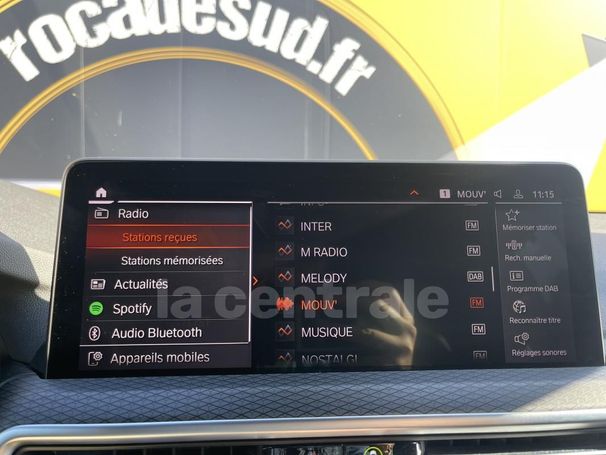 rocadesud.fr
1 MOUV' 11:15
Radio
Stations reçues
Stations mémorisées
Actualités
Spotify
Audio Bluetooth
Appareils mobiles
INTER FM
M RADIO FM
MELODY DAB
MOUV' FM
MUSIQUE FM
NOSTALGI
Mémoriser station
Rech. manuelle
Programme DAB
Reconnaître titre
Réglages sonores
la centrale